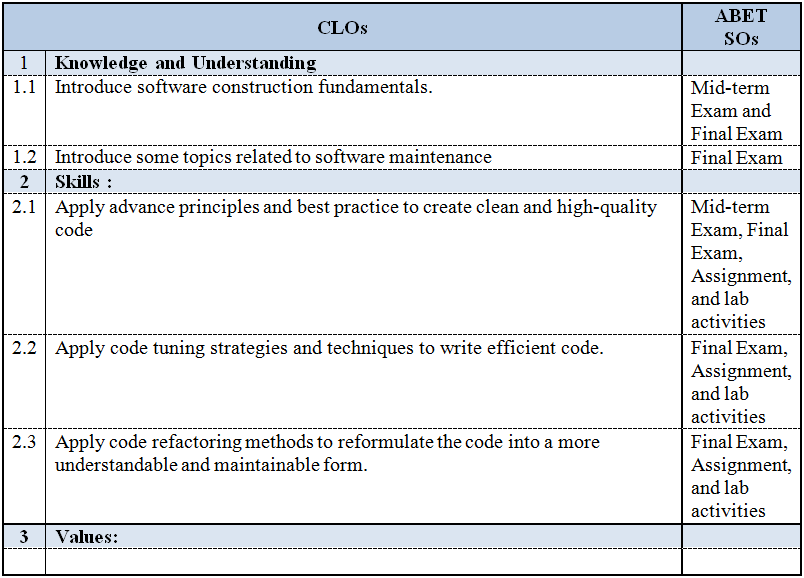 CLOs
ABET
SOs
1 Knowledge and Understanding
1.1 Introduce software construction fundamentals.
Mid-term
Exam and
Final Exam
1.2 Introduce some topics related to software maintenance
Final Exam
2 Skills :
2.1 Apply advance principles and best practice to create clean and high-quality
code
Mid-term
Exam, Final
Exam,
Assignment,
and lab
activities
2.2 Apply code tuning strategies and techniques to write efficient code.
Final Exam,
Assignment,
and lab
activities
2.3 Apply code refactoring methods to reformulate the code into a more
understandable and maintainable form.
Final Exam,
Assignment,
and lab
activities
3 Values: